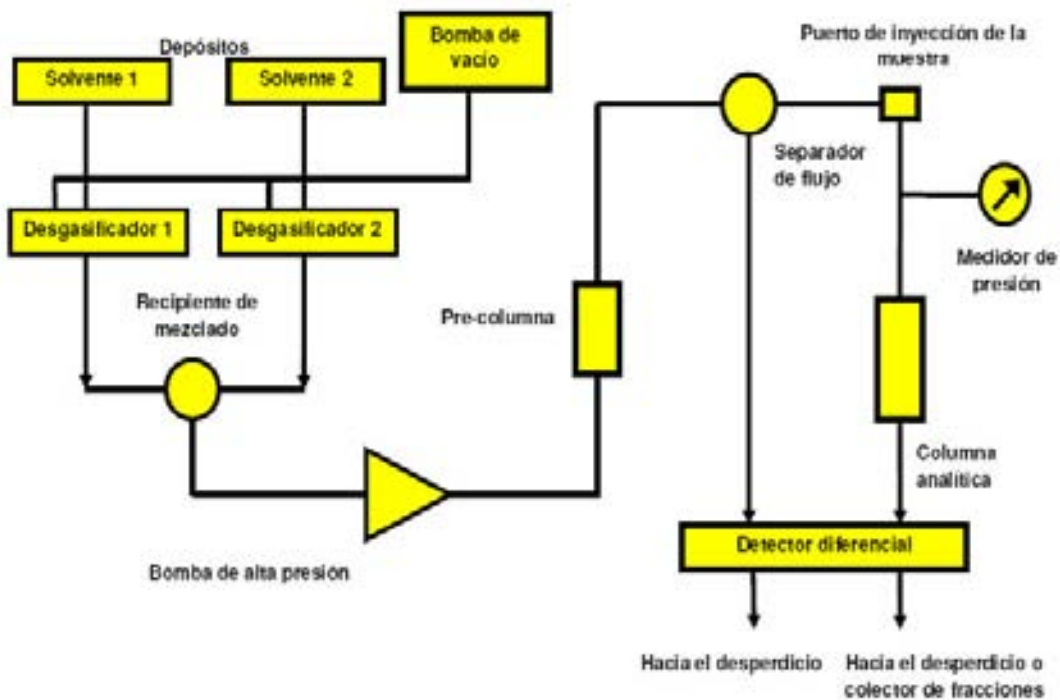 Depósitos
Solvente 1
Solvente 2
Bomba de
vacio
Desgasificador 1
Desgasificador 2
Recipiente de
mezclado
Bomba de alta presión
Pre-columna
Puerto de inyección de la
muestra
Separador
de flujo
Medidor de
presión
Columna
analítica
Detector diferencial
Hacia el desperdicio
Hacia el desperdicio o
colector de fracciones